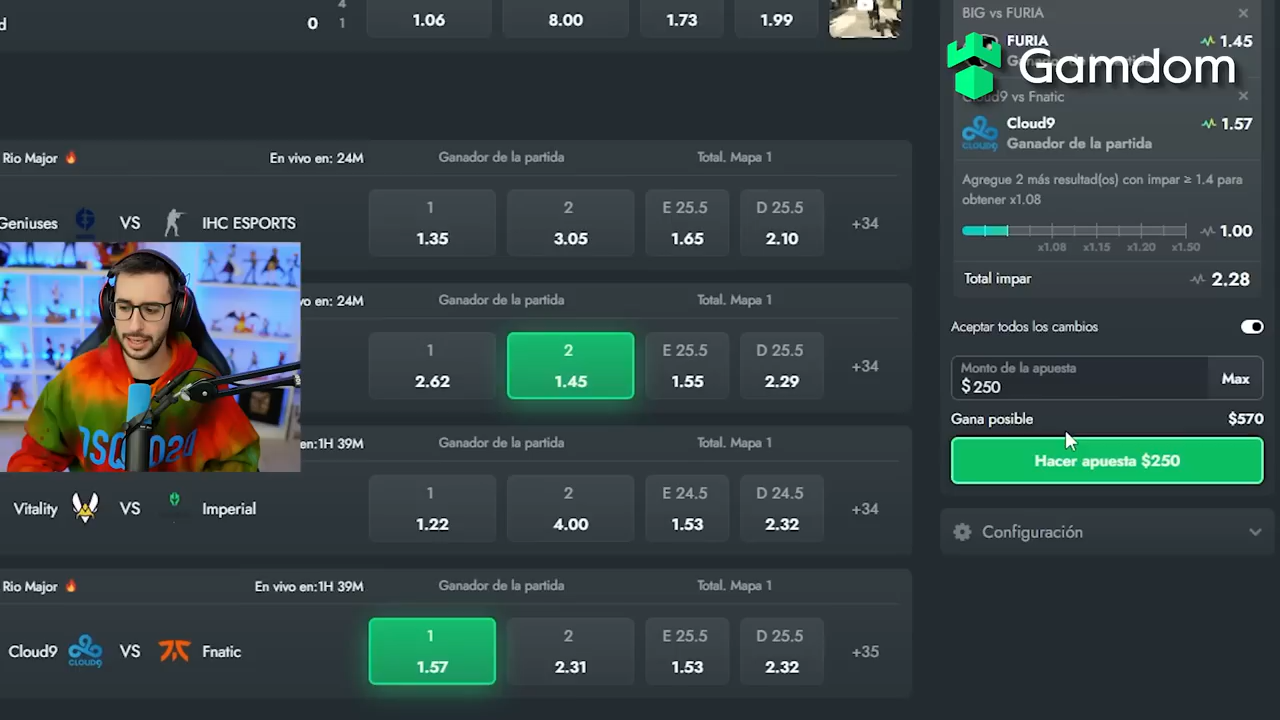 d
0
4
1
1.06
8.00
1.73
1.99
Rio Major
En vivo en: 24M
Ganador de la partida
Total. Mapa 1
Geniuses
VS
IHC ESPORTS
1
1.35
2
3.05
E 25.5
1.65
D 25.5
2.10
+34
vo en: 24M
Ganador de la partida
Total. Mapa 1
1
2.62
2
1.45
E 25.5
1.55
D 25.5
2.29
+34
en:1H 39M
Ganador de la partida
Total. Mapa 1
Vitality
VS
Imperial
1
1.22
2
4.00
E 24.5
1.53
D 24.5
2.32
+34
Rio Major
En vivo en:1H 39M
Ganador de la partida
Total. Mapa 1
Cloud9
CLOUD9
VS
Fnatic
1
1.57
2
2.31
E 25.5
1.53
D 25.5
2.32
+35
BIG vs FURIA
FURIA
1.45
Gamdom
Cloud9 vs Fnatic
CLOUD9
Cloud9
1.57
Ganador de la partida
Agregue 2 más resultad(os) con impar ≥ 1.4 para
obtener x1.08
1.00
x1.08
x1.15
x1.20
x1.50
Total impar
2.28
Aceptar todos los cambios
Monto de la apuesta
$ 250
Max
Gana posible
$570
Hacer apuesta $250
Configuración